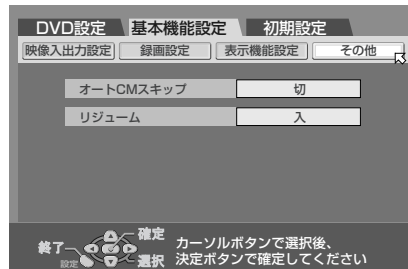 DVD設定 基本機能設定 初期設定
映像入出力設定 録画設定 表示機能設定 その他
オートCMスキップ 切
リジューム 入
確定
終了
設定
選択
カーソルボタンで選択後、
決定ボタンで確定してください